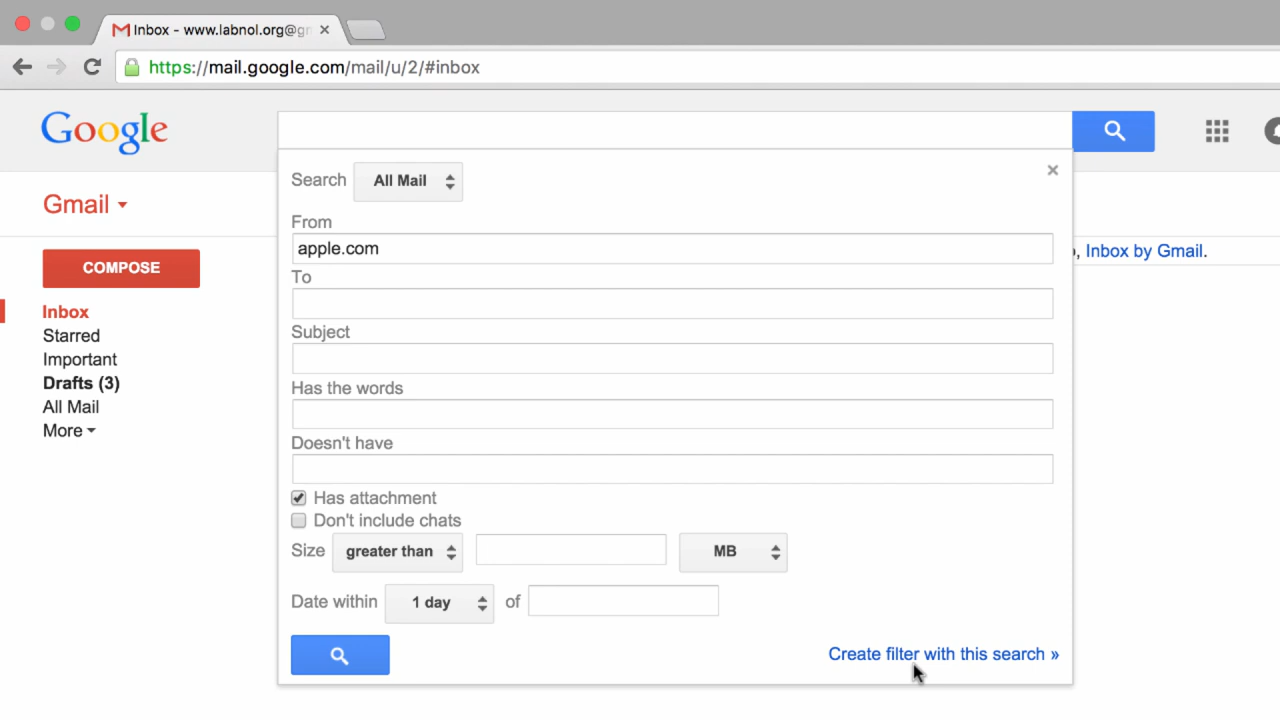 Inbox - www.labnol.org@gm
https://mail.google.com/mail/u/2/#inbox
Google
Search All Mail
Gmail
From
apple.com
, Inbox by Gmail.
COMPOSE
To
Inbox
Starred
Important
Drafts (3)
All Mail
More
Subject
Has the words
Doesn't have
Has attachment
Don't include chats
Size greater than MB
Date within 1 day of
Create filter with this search »